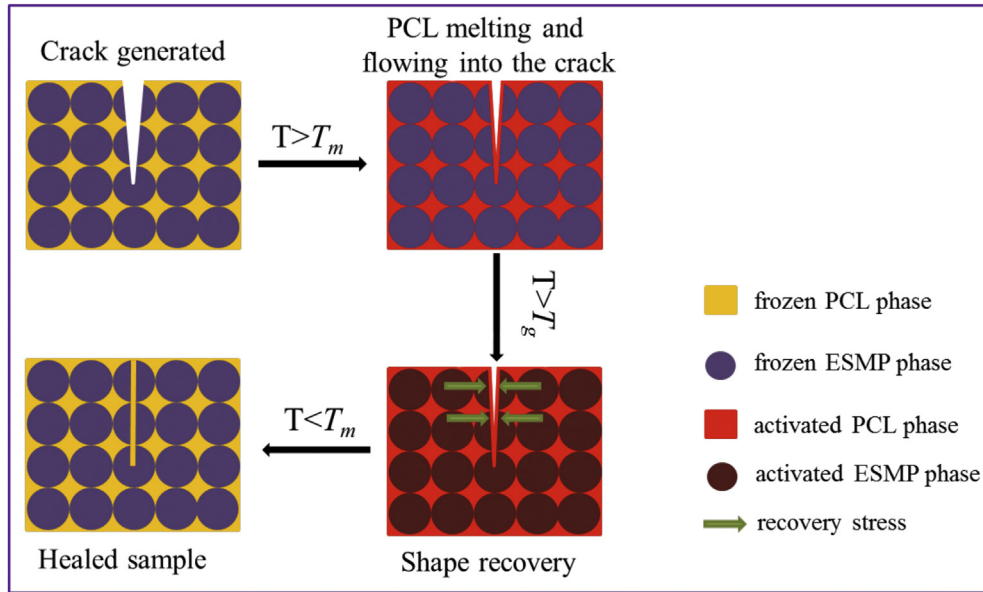 Crack generated
PCL melting and
flowing into the crack
T>Tm
T>Tg
frozen PCL phase
frozen ESMP phase
activated PCL phase
activated ESMP phase
recovery stress
T<Tm
Healed sample
Shape recovery